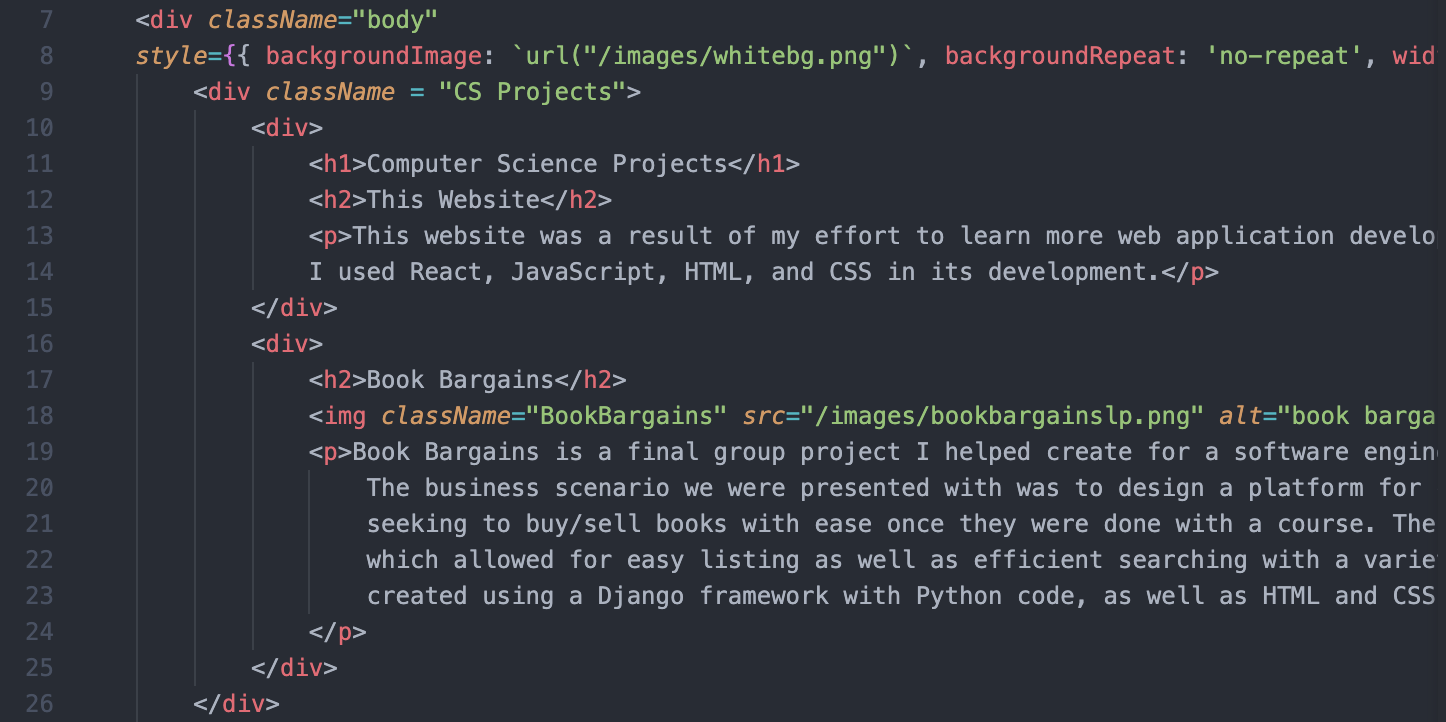 7 <div className="body"
8 style={{ backgroundImage: `url("/images/whitebg.png")`, backgroundRepeat: 'no-repeat', wid
9 <div className = "CS Projects">
10 <div>
11 <h1>Computer Science Projects</h1>
12 <h2>This Website</h2>
13 <p>This website was a result of my effort to learn more web application develo
14 I used React, JavaScript, HTML, and CSS in its development.</p>
15 </div>
16 <div>
17 <h2>Book Bargains</h2>
18 <img className="BookBargains" src="/images/bookbargainslp.png" alt="book barga
19 <p>Book Bargains is a final group project I helped create for a software engin
20 The business scenario we were presented with was to design a platform for
21 seeking to buy/sell books with ease once they were done with a course. The
22 which allowed for easy listing as well as efficient searching with a varie
23 created using a Django framework with Python code, as well as HTML and CSS
24 </p>
25 </div>
26 </div>